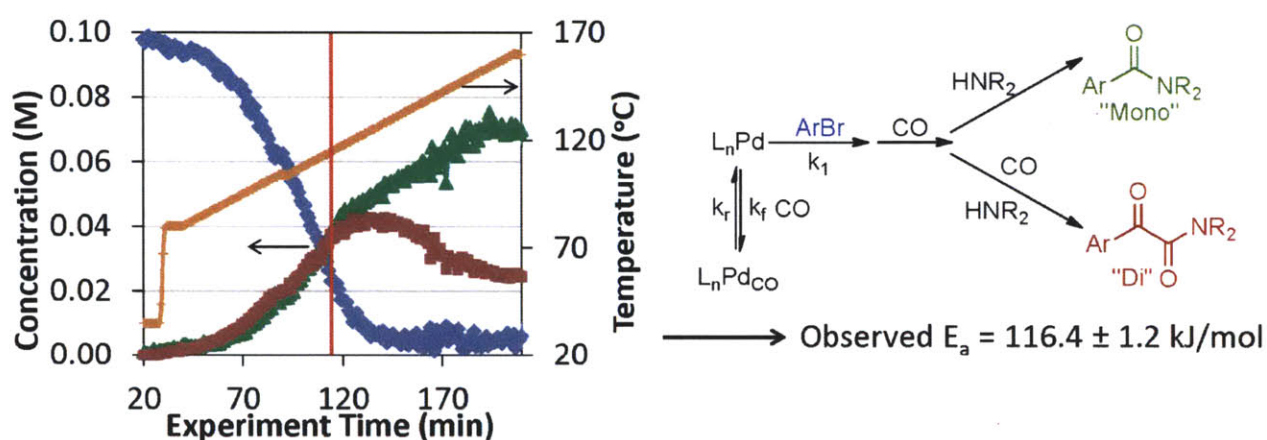 0.10
0.08
0.06
0.04
0.02
0.00
Concentration (M)
20
70
120
170
Experiment Time (min)
170
120
70
20
Temperature (°C)
LnPd
ArBr
k1
CO
kr
kf CO
LnPdCO
HNR2
O
Ar
NR2
"Mono"
CO
HNR2
O
Ar
NR2
O
"Di"
Observed Ea = 116.4 ± 1.2 kJ/mol